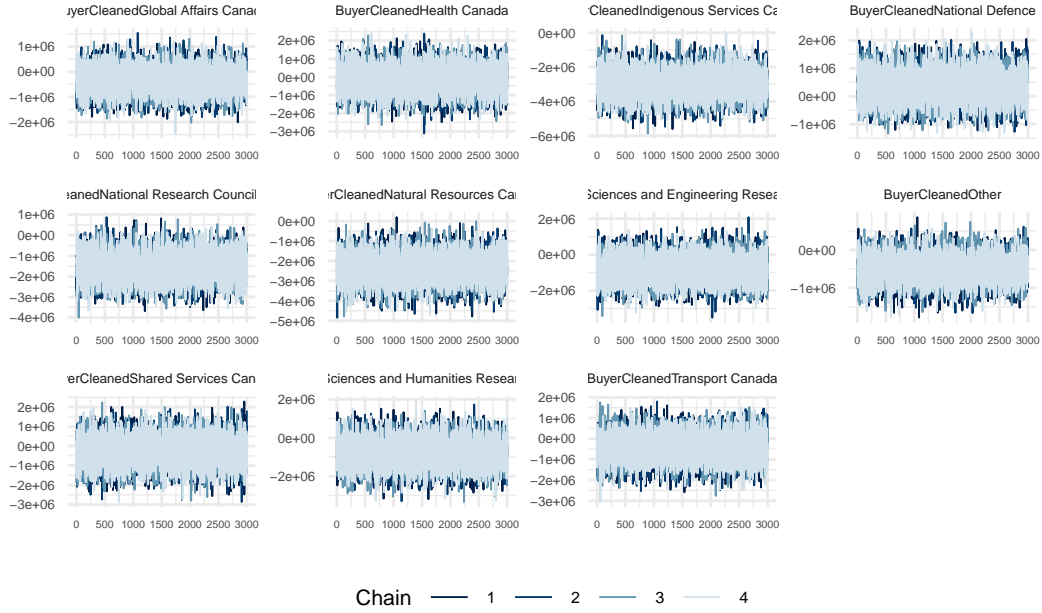 uyerCleanedGlobal Affairs Canad
1e+06
0e+00
−1e+06
−2e+06
0 500 1000 1500 2000 2500 3000
BuyerCleanedHealth Canada
2e+06
1e+06
0e+00
−1e+06
−2e+06
−3e+06
0 500 1000 1500 2000 2500 3000
rCleanedIndigenous Services Ca
0e+00
−2e+06
−4e+06
−6e+06
0 500 1000 1500 2000 2500 3000
BuyerCleanedNational Defence
2e+06
1e+06
0e+00
−1e+06
0 500 1000 1500 2000 2500 3000
eanedNational Research Council
1e+06
0e+00
−1e+06
−2e+06
−3e+06
−4e+06
0 500 1000 1500 2000 2500 3000
erCleanedNatural Resources Can
0e+00
−1e+06
−2e+06
−3e+06
−4e+06
−5e+06
0 500 1000 1500 2000 2500 3000
Sciences and Engineering Resea
2e+06
0e+00
−2e+06
0 500 1000 1500 2000 2500 3000
BuyerCleanedOther
0e+00
−1e+06
0 500 1000 1500 2000 2500 3000
yerCleanedShared Services Can
2e+06
1e+06
0e+00
−1e+06
−2e+06
−3e+06
0 500 1000 1500 2000 2500 3000
Sciences and Humanities Resear
2e+06
0e+00
−2e+06
0 500 1000 1500 2000 2500 3000
BuyerCleanedTransport Canada
2e+06
1e+06
0e+00
−1e+06
−2e+06
−3e+06
0 500 1000 1500 2000 2500 3000
Chain 1 2 3 4